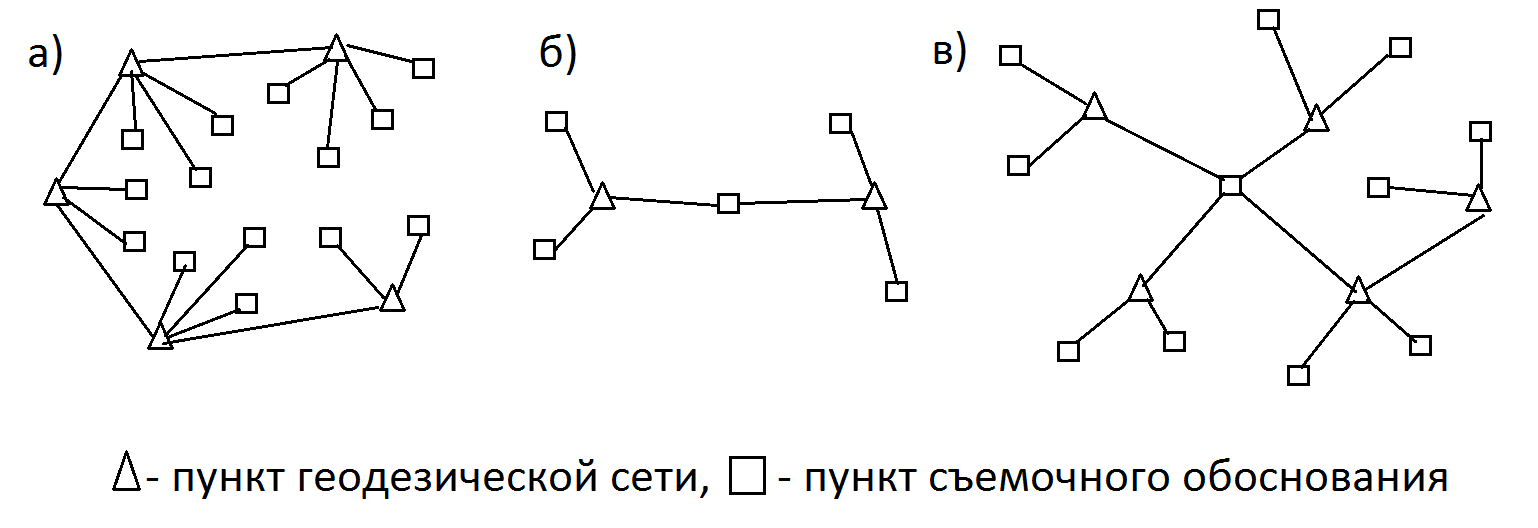 а)
б)
в)
- пункт геодезической сети, - пункт съемочного обоснования